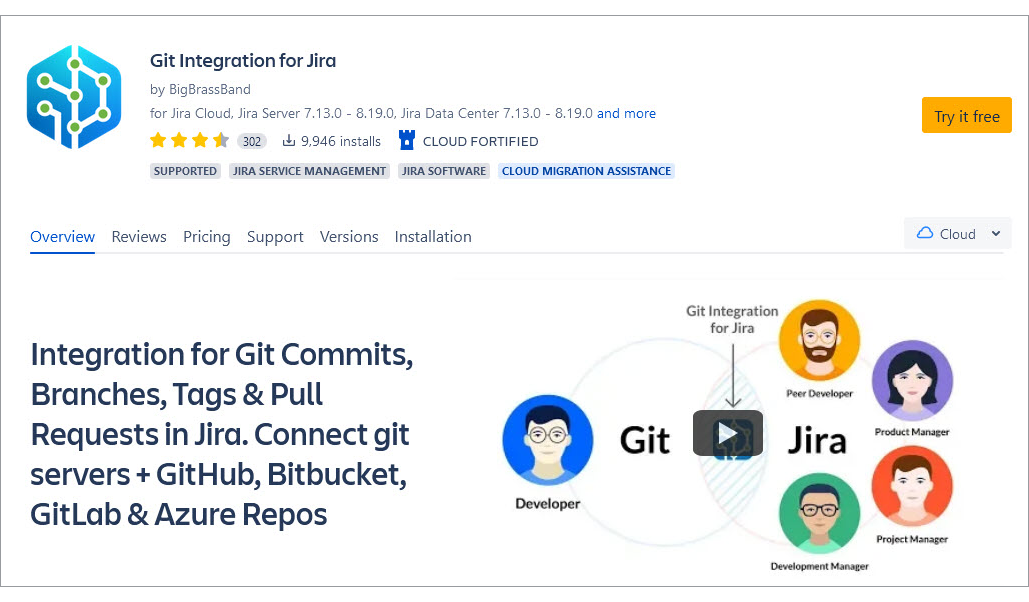 Git Integration for Jira
by BigBrassBand
for Jira Cloud, Jira Server 7.13.0 - 8.19.0, Jira Data Center 7.13.0 - 8.19.0 and more
Try it free
302 9,946 installs CLOUD FORTIFIED
SUPPORTED JIRA SERVICE MANAGEMENT JIRA SOFTWARE CLOUD MIGRATION ASSISTANCE
Overview Reviews Pricing Support Versions Installation
Cloud
Integration for Git Commits,
Branches, Tags & Pull
Requests in Jira. Connect git
servers + GitHub, Bitbucket,
GitLab & Azure Repos
Git Integration
for Jira
Peer Developer
Product Manager
Git
Jira
Developer
Project Manager
Development Manager